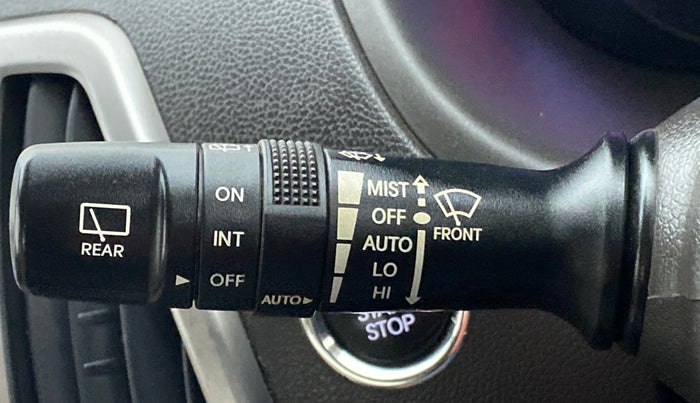 REAR
ON
INT
OFF
AUTO
MIST
OFF
AUTO
LO
HI
FRONT
STOP